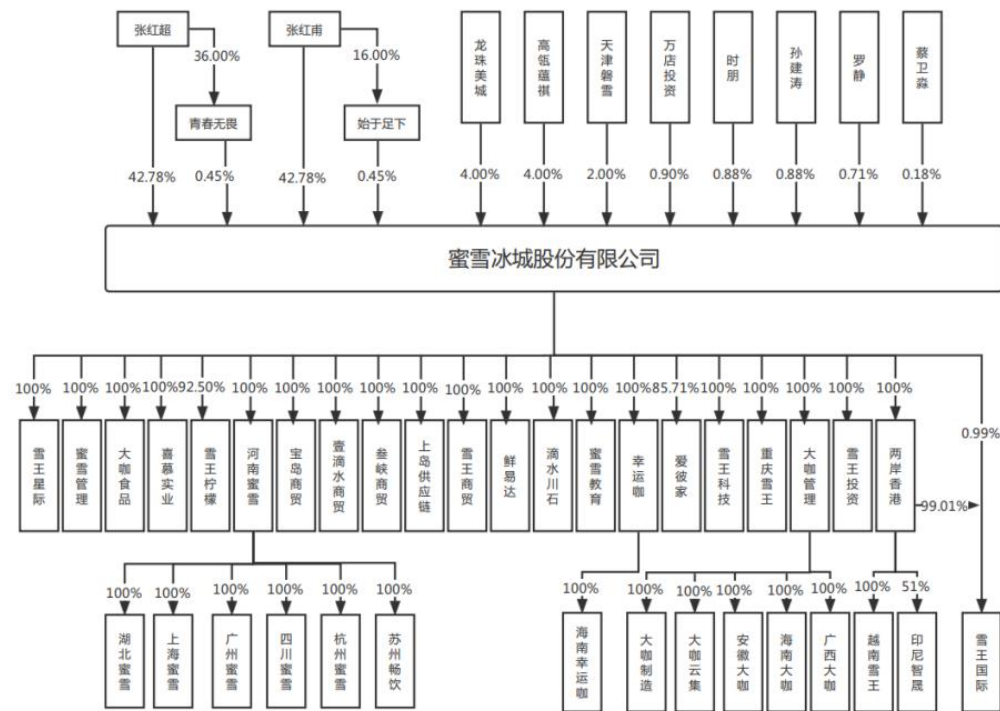 张红超
36.00%
张红甫
16.00%
龙珠美城
高瓴蕴祺
天津磐雪
万店投资
时朋
孙建涛
罗静
蔡卫淼
青春无畏
始于足下
42.78%
0.45%
42.78%
0.45%
4.00%
4.00%
2.00%
0.90%
0.88%
0.88%
0.71%
0.18%
蜜雪冰城股份有限公司
100%
100%
100%
100%
92.50%
100%
100%
100%
100%
100%
100%
100%
100%
100%
100%
85.71%
100%
100%
100%
100%
100%
0.99%
雪王星际
蜜雪管理
大咖食品
喜慕实业
雪王柠檬
河南蜜雪
宝岛商贸
壹滴水商贸
叁峡商贸
上岛供应链
雪王商贸
鲜易达
滴水川石
蜜雪教育
幸运咖
爱彼家
雪王科技
重庆雪王
大咖管理
雪王投资
两岸香港
99.01%
100%
100%
100%
100%
100%
100%
100%
100%
100%
100%
100%
100%
100%
51%
湖北蜜雪
上海蜜雪
广州蜜雪
四川蜜雪
杭州蜜雪
苏州畅饮
海南幸运咖
大咖制造
大咖云集
安徽大咖
海南大咖
广西大咖
越南雪王
印尼智晟
雪王国际